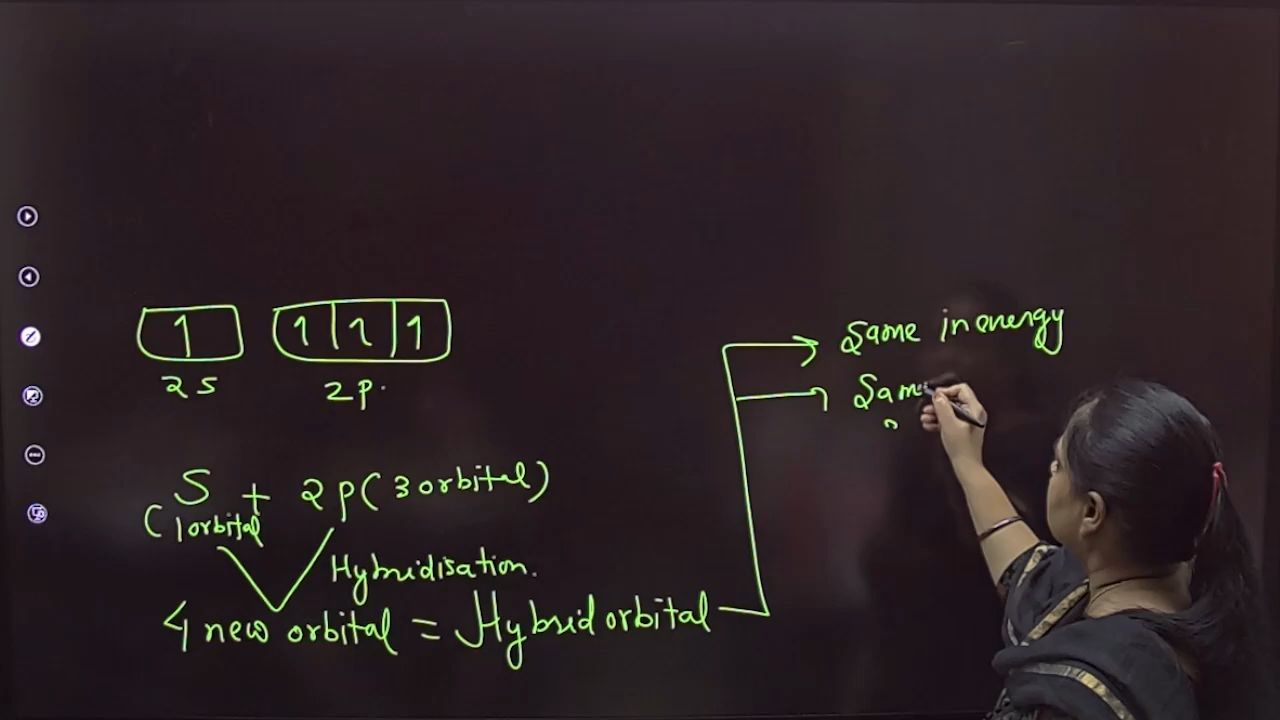 1 1 1 1
2s 2p.
S + 2p (3 orbital)
( 1 orbital
Hybridisation.
4 new orbital = Hybrid orbital
Same in energy
Sam